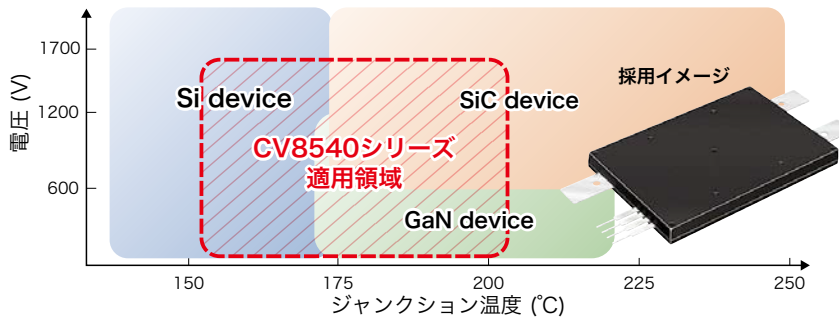 電圧 (V)
1700
1200
600
Si device
SiC device
採用イメージ
CV8540シリーズ
適用領域
GaN device
150
175
200
225
250
ジャンクション温度 (℃)